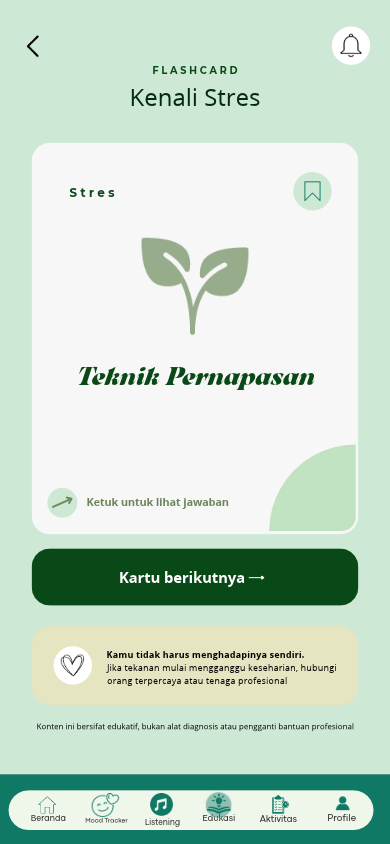 FLASHCARD
Kenali Stres
Stres
Teknik Pernapasan
Ketuk untuk lihat jawaban
Kartu berikutnya →
Kamu tidak harus menghadapinya sendiri.
Jika tekanan mulai mengganggu keseharian, hubungi
orang terpercaya atau tenaga profesional
Konten ini bersifat edukatif, bukan alat diagnosis atau pengganti bantuan profesional
Beranda
Mood Tracker
Listening
Edukasi
Aktivitas
Profile